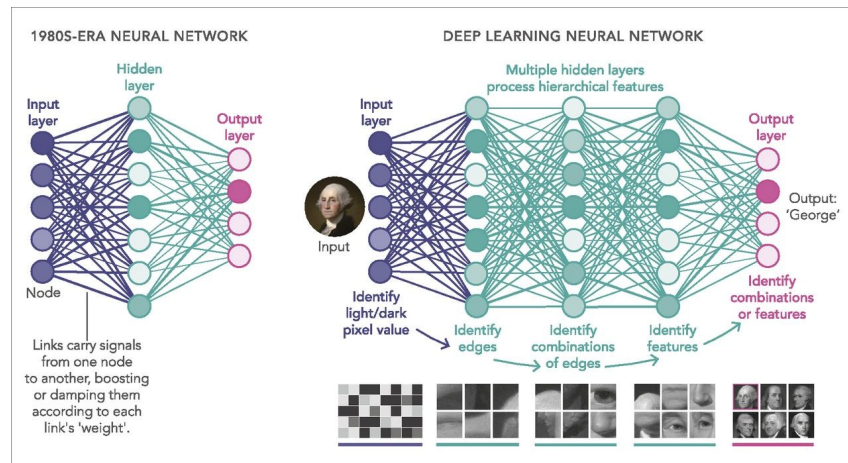 1980S-ERA NEURAL NETWORK
Hidden
layer
Input
layer
Output
layer
Node
Links carry signals
from one node
to another, boosting
or damping them
according to each
link's 'weight'.
DEEP LEARNING NEURAL NETWORK
Multiple hidden layers
process hierarchical features
Input
layer
Output
layer
Input
Output:
'George'
Identify
light/dark
pixel value
Identify
edges
Identify
combinations
of edges
Identify
features
Identify
combinations
or features